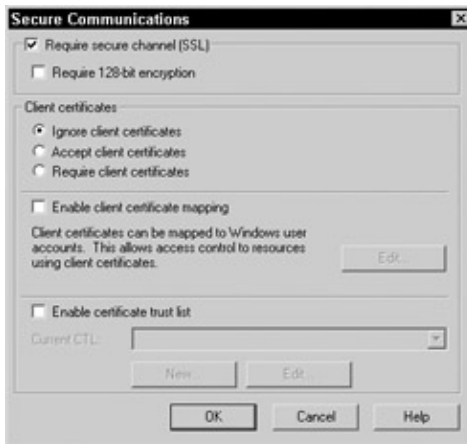 Secure Communications
Require secure channel (SSL)
Require 128-bit encryption
Client certificates
Ignore client certificates
Accept client certificates
Require client certificates
Enable client certificate mapping
Client certificates can be mapped to Windows user
accounts. This allows access control to resources
using client certificates.
Edit...
Enable certificate trust list
Current CTL:
New...
Edit...
OK
Cancel
Help